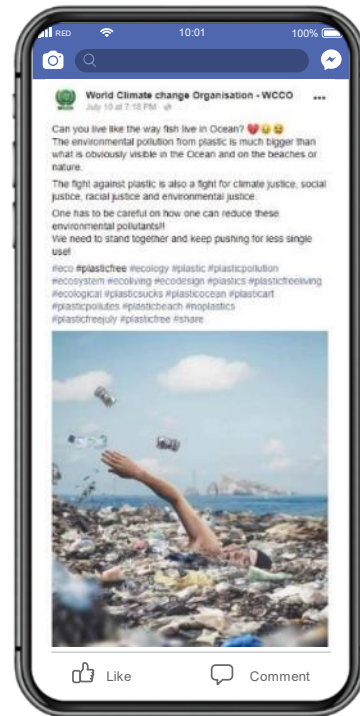 RED
10:01
100%
World Climate change Organisation - WCCO
July 10 at 7:18 PM
Can you live like the way fish live in Ocean?
The environmental pollution from plastic is much bigger than
what is obviously visible in the Ocean and on the beaches or
nature.
The fight against plastic is also a fight for climate justice, social
justice, racial justice and environmental justice.
One has to be careful on how one can reduce these
environmental pollutants!!
We need to stand together and keep pushing for less single
use!
#eco #plasticfree #ecology #plastic #plasticpollution
#ecosystem #ecoliving #ecodesign #plastics #plasticfreeliving
#ecological #plasticsucks #plasticocean #plasticart
#plasticpollutes #plasticbeach #noplastics
#plasticfreejuly #plasticfree #share
Like
Comment